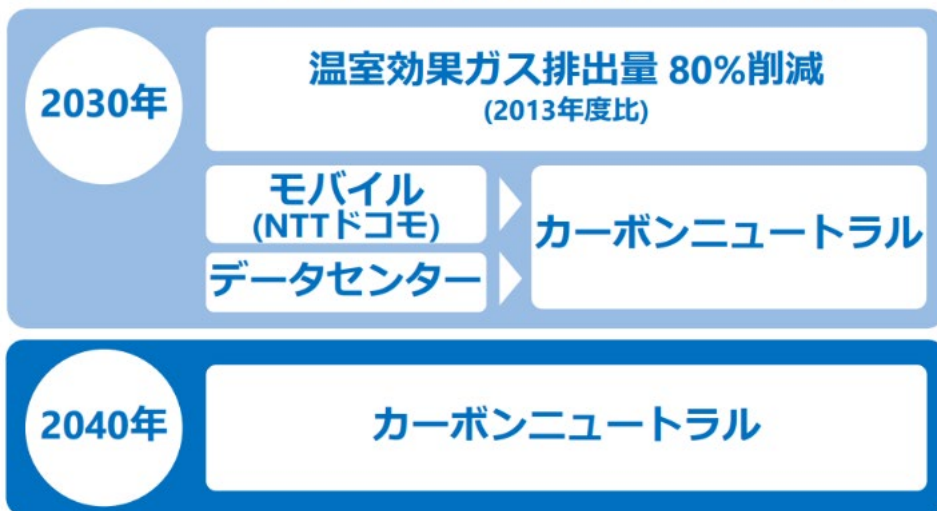 2030年
温室効果ガス排出量 80%削減
(2013年度比)
モバイル
(NTTドコモ)
データセンター
カーボンニュートラル
2040年
カーボンニュートラル